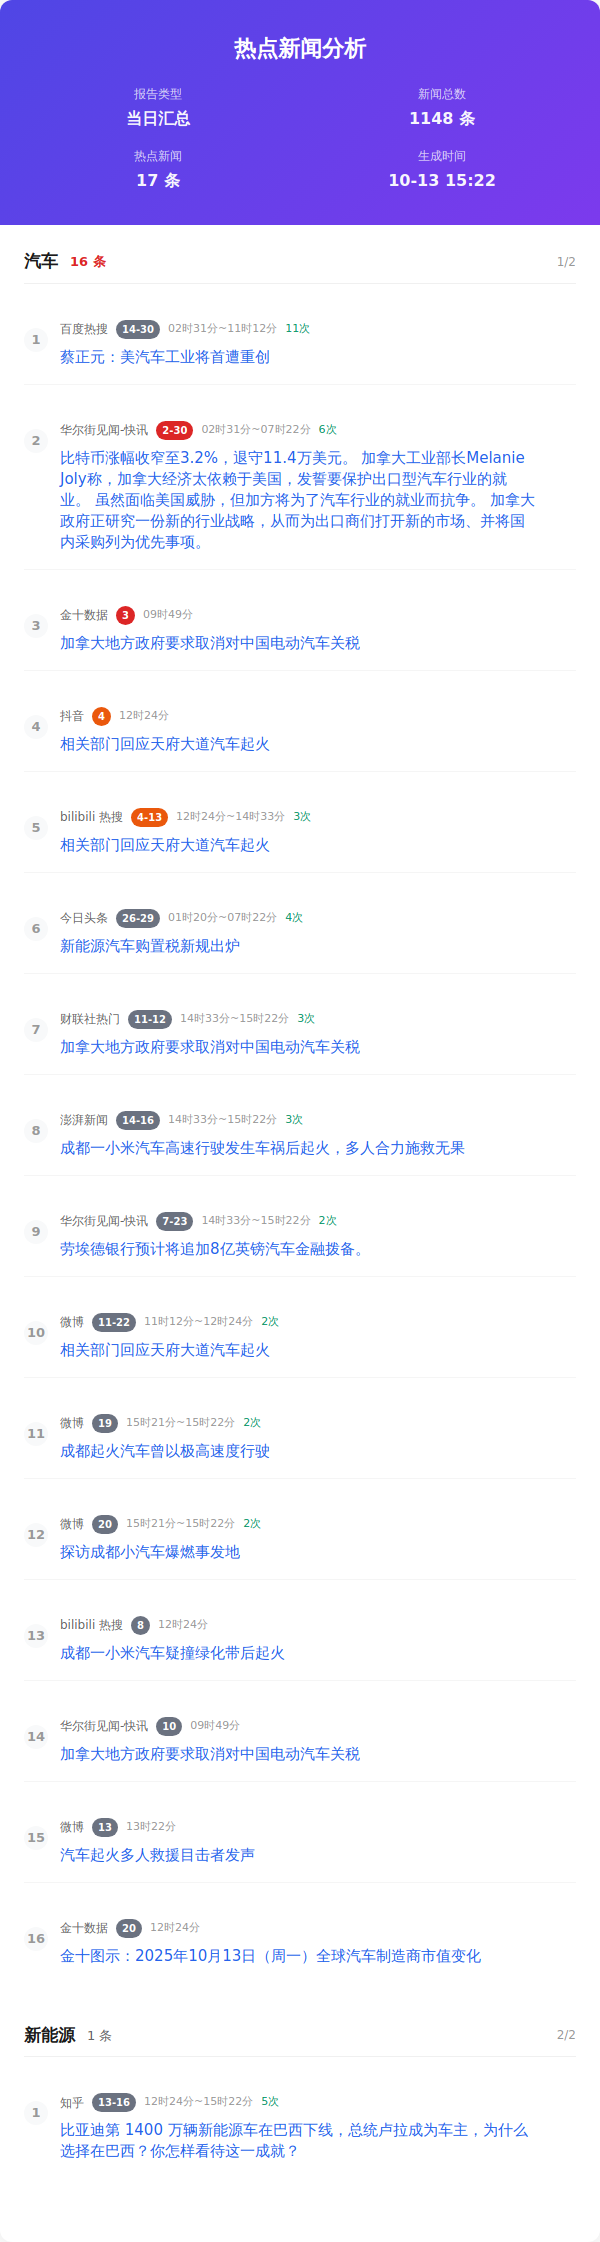 热点新闻分析
报告类型
新闻总数
当日汇总
1148 条
热点新闻
生成时间
17 条
10-13 15:22
汽车 16 条 1/2
1
百度热搜 14-30 02时31分~11时12分 11次
蔡正元：美汽车工业将首遭重创
2
华尔街见闻-快讯 2-30 02时31分~07时22分 6次
比特币涨幅收窄至3.2%，退守11.4万美元。 加拿大工业部长Melanie
Joly称，加拿大经济太依赖于美国，发誓要保护出口型汽车行业的就
业。 虽然面临美国威胁，但加方将为了汽车行业的就业而抗争。 加拿大
政府正研究一份新的行业战略，从而为出口商们打开新的市场、并将国
内采购列为优先事项。
3
金十数据 3 09时49分
加拿大地方政府要求取消对中国电动汽车关税
4
抖音 4 12时24分
相关部门回应天府大道汽车起火
5
bilibili 热搜 4-13 12时24分~14时33分 3次
相关部门回应天府大道汽车起火
6
今日头条 26-29 01时20分~07时22分 4次
新能源汽车购置税新规出炉
7
财联社热门 11-12 14时33分~15时22分 3次
加拿大地方政府要求取消对中国电动汽车关税
8
澎湃新闻 14-16 14时33分~15时22分 3次
成都一小米汽车高速行驶发生车祸后起火，多人合力施救无果
9
华尔街见闻-快讯 7-23 14时33分~15时22分 2次
劳埃德银行预计将追加8亿英镑汽车金融拨备。
10
微博 11-22 11时12分~12时24分 2次
相关部门回应天府大道汽车起火
11
微博 19 15时21分~15时22分 2次
成都起火汽车曾以极高速度行驶
12
微博 20 15时21分~15时22分 2次
探访成都小汽车爆燃事发地
13
bilibili 热搜 8 12时24分
成都一小米汽车疑撞绿化带后起火
14
华尔街见闻-快讯 10 09时49分
加拿大地方政府要求取消对中国电动汽车关税
15
微博 13 13时22分
汽车起火多人救援目击者发声
16
金十数据 20 12时24分
金十图示：2025年10月13日（周一）全球汽车制造商市值变化
新能源 1 条 2/2
1
知乎 13-16 12时24分~15时22分 5次
比亚迪第 1400 万辆新能源车在巴西下线，总统卢拉成为车主，为什么
选择在巴西？你怎样看待这一成就？